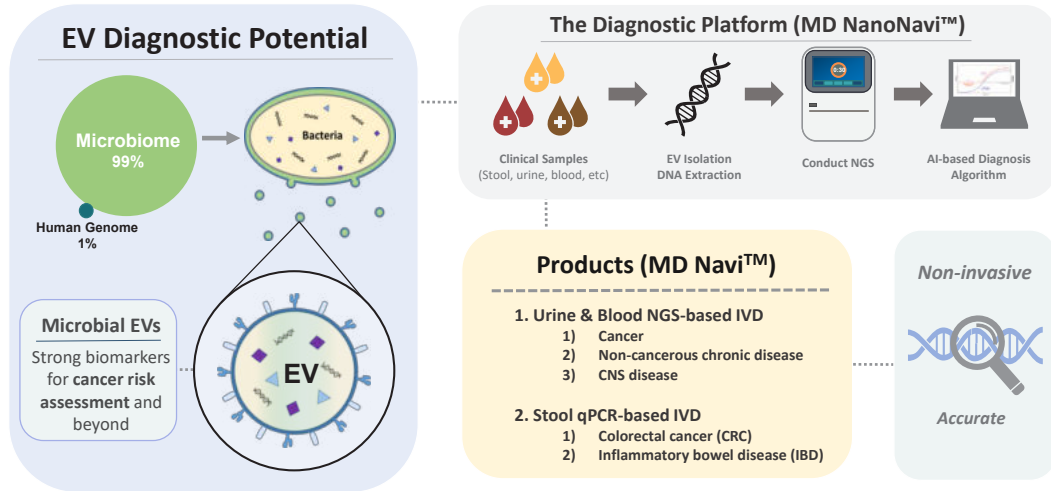 EV Diagnostic Potential
Microbiome
99%
Human Genome
1%
Bacteria
EV
Microbial EVs
Strong biomarkers
for cancer risk
assessment and
beyond
The Diagnostic Platform (MD NanoNavi™)
Clinical Samples
(Stool, urine, blood, etc)
EV Isolation
DNA Extraction
Conduct NGS
AI-based Diagnosis
Algorithm
Products (MD Navi™)
1. Urine & Blood NGS-based IVD
1) Cancer
2) Non-cancerous chronic disease
3) CNS disease
2. Stool qPCR-based IVD
1) Colorectal cancer (CRC)
2) Inflammatory bowel disease (IBD)
Non-invasive
Accurate